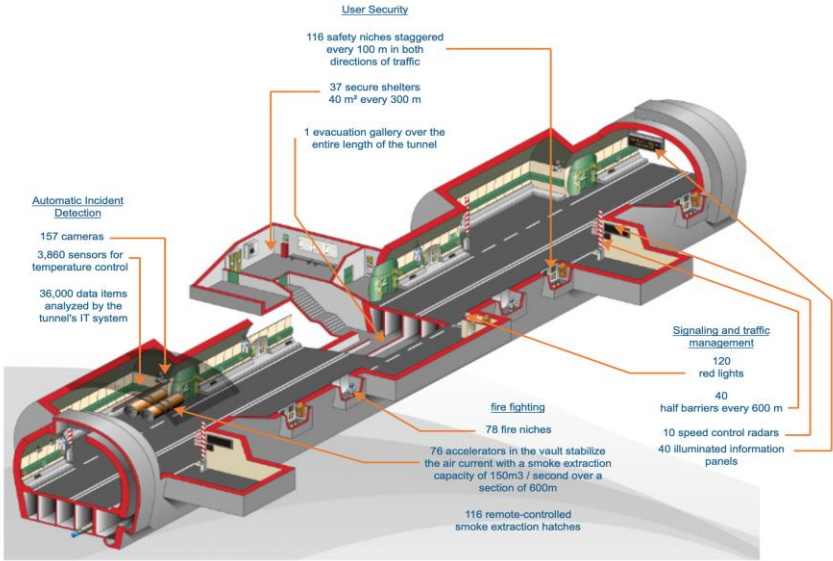 User Security
116 safety niches staggered
every 100 m in both
directions of traffic
37 secure shelters
40 m² every 300 m
1 evacuation gallery over the
entire length of the tunnel
Automatic Incident
Detection
157 cameras
3,860 sensors for
temperature control
36,000 data items
analyzed by the
tunnel's IT system
Signaling and traffic
management
120
red lights
40
half barriers every 600 m
10 speed control radars
40 illuminated information
panels
fire fighting
78 fire niches
76 accelerators in the vault stabilize
the air current with a smoke extraction
capacity of 150m3 / second over a
section of 600m
116 remote-controlled
smoke extraction hatches